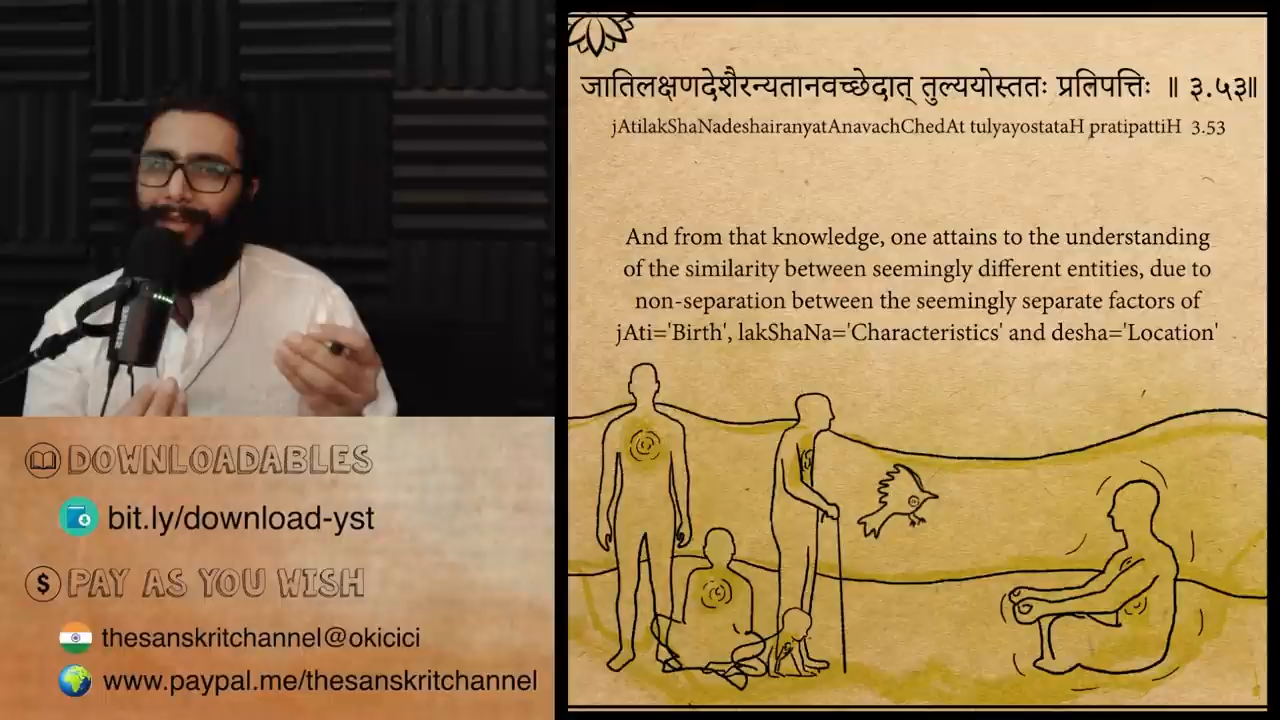 जातिलक्षणदेशैरन्यतानवच्छेदात् तुल्ययोस्ततः प्रतिपत्तिः ॥ ३.५३॥
jAtilakShaNadeshairanyatAnavachChedAt tulyayostataH pratipattiH 3.53
And from that knowledge, one attains to the understanding
of the similarity between seemingly different entities, due to
non-separation between the seemingly separate factors of
jAti='Birth', lakShaNa='Characteristics' and desha='Location'
DOWNLOADABLES
bit.ly/download-yst
$ PAY AS YOU WISH
thesanskritchannel@okicici
www.paypal.me/thesanskritchannel